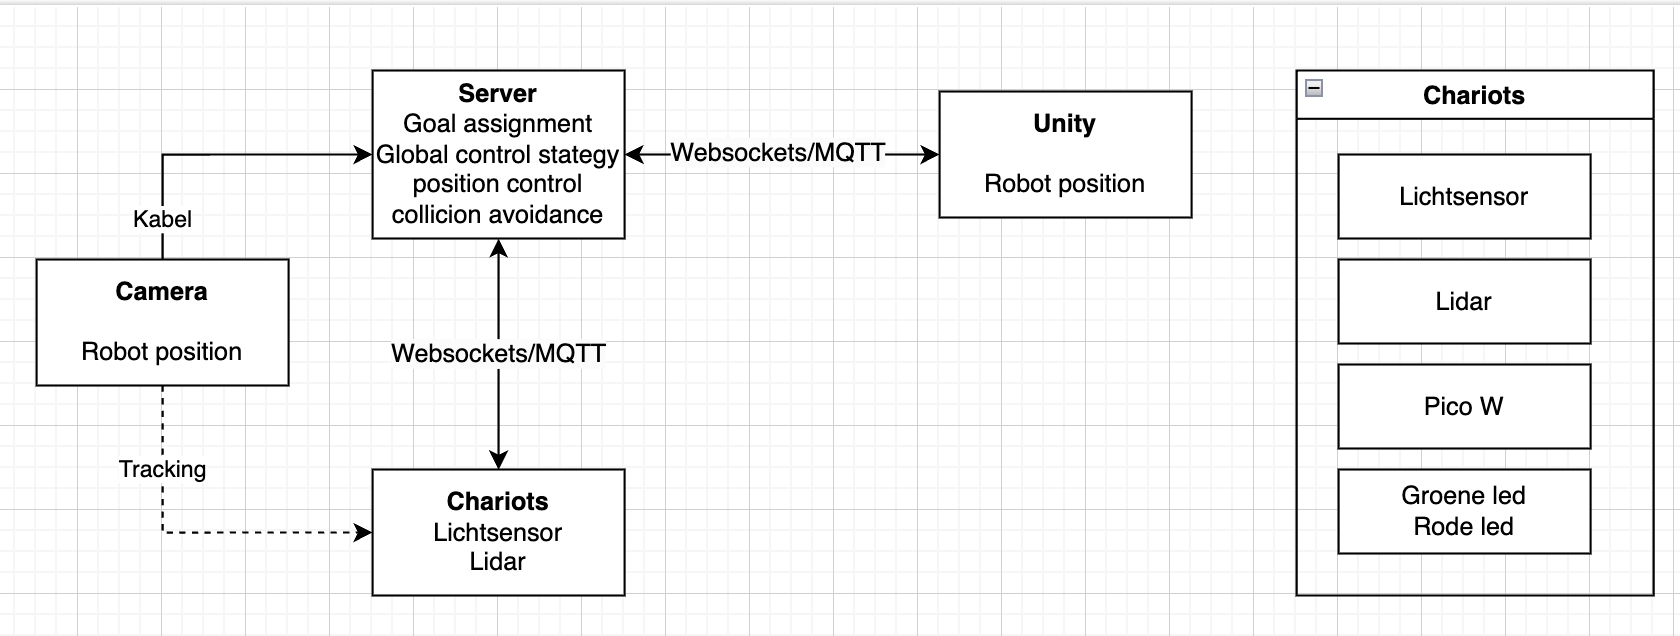 Server
Goal assignment
Global control stategy
position control
collicion avoidance
Websockets/MQTT
Unity
Robot position
Kabel
Camera
Robot position
Websockets/MQTT
Tracking
Chariots
Lichtsensor
Lidar
Chariots
Lichtsensor
Lidar
Pico W
Groene led
Rode led